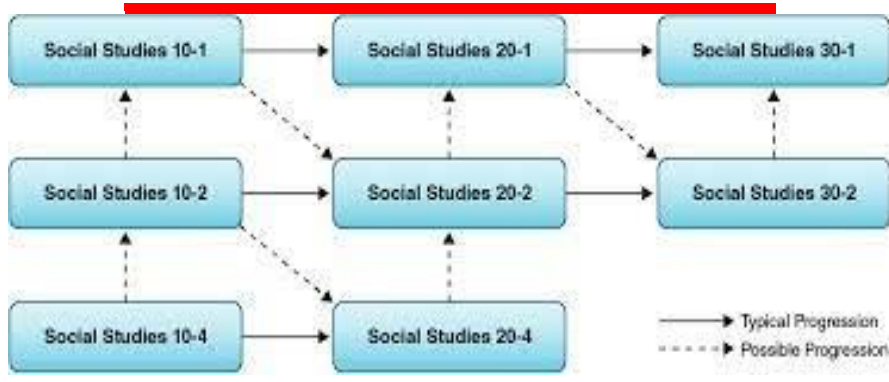 Social Studies 10-1
Social Studies 20-1
Social Studies 30-1
Social Studies 10-2
Social Studies 20-2
Social Studies 30-2
Social Studies 10-4
Social Studies 20-4
Typical Progression
Possible Progression